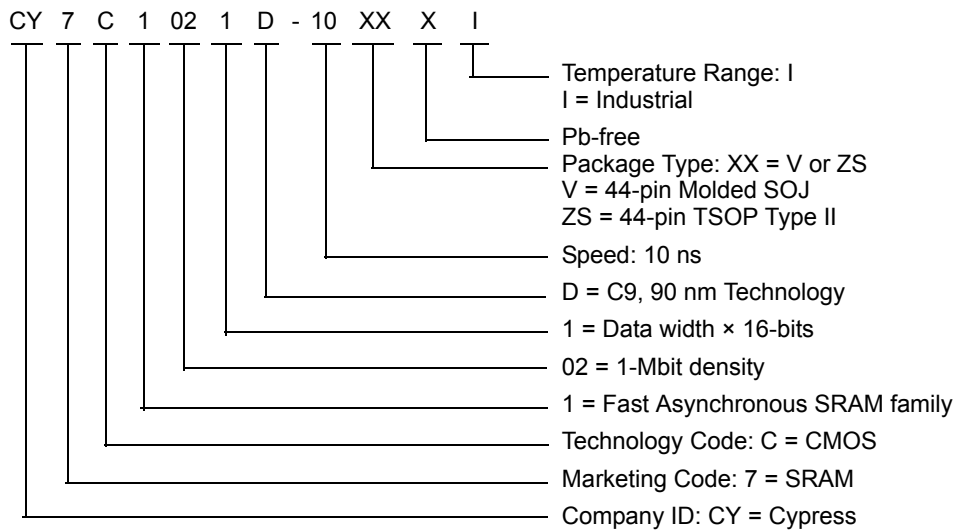 CY 7 C 1 02 1 D - 10 XX X I
Temperature Range: I
I = Industrial
Pb-free
Package Type: XX = V or ZS
V = 44-pin Molded SOJ
ZS = 44-pin TSOP Type II
Speed: 10 ns
D = C9, 90 nm Technology
1 = Data width × 16-bits
02 = 1-Mbit density
1 = Fast Asynchronous SRAM family
Technology Code: C = CMOS
Marketing Code: 7 = SRAM
Company ID: CY = Cypress